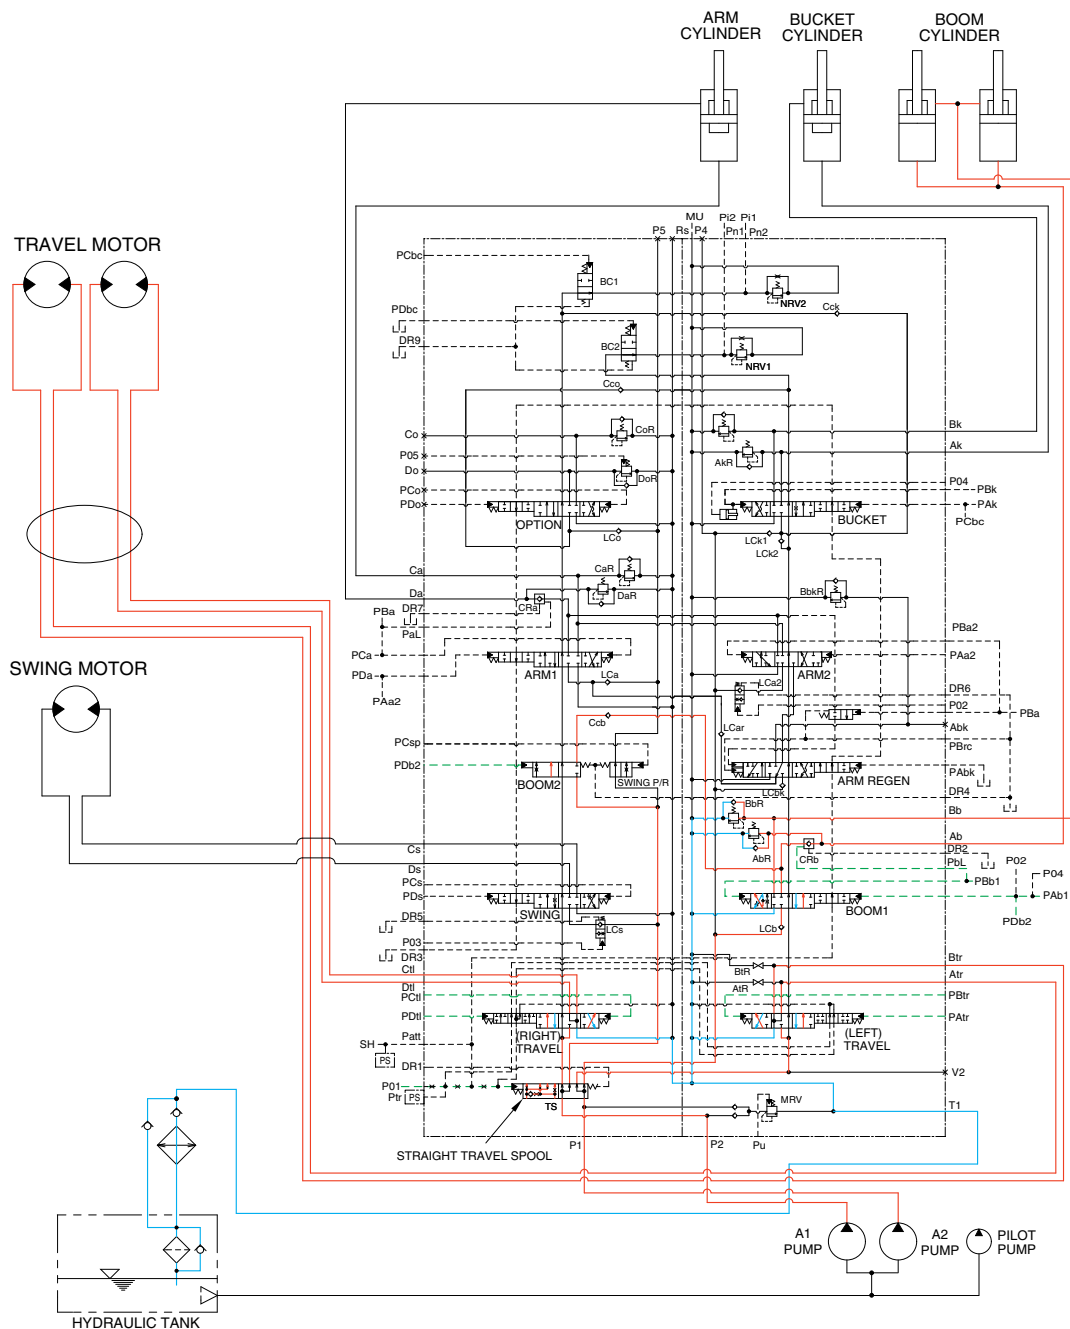 ARM
CYLINDER
BUCKET
CYLINDER
BOOM
CYLINDER
TRAVEL MOTOR
MU
Pi2
Pi1
P5
Rs
P4
Pn1
Pn2
PCbc
BC1
NRV2
PDbc
Cck
DR9
BC2
NRV1
Cco
Bk
Co
CoR
Ak
P05
AkR
Do
DoR
P04
PCo
PBk
PDo
PAk
OPTION
BUCKET
PCbc
LCo
LCk1
LCk2
Ca
CaR
DaR
BbkR
Da
CRa
PBa
DR7
PBa2
PaL
PCa
PAa2
PDa
ARM1
ARM2
SWING MOTOR
PAa2
LCa
LCa2
DR6
P02
PBa
Ccb
LCar
Abk
PCsp
PBrc
PDb2
PAbk
BOOM2
SWING P/R
ARM REGEN
LCbk
DR4
BbR
Bb
Ab
Cs
AbR
CRb
DR2
Ds
PbL
P02
PCs
PBb1
P04
PDs
PAb1
SWING
BOOM1
PDb2
DR5
LCs
LCb
P03
DR3
Btr
Ctl
BtR
Atr
Dtl
AtR
PCtl
PBtr
PDtl
PAtr
(RIGHT)
TRAVEL
(LEFT)
TRAVEL
Patt
SH
PS
DR1
V2
P01
Ptr
PS
TS
MRV
T1
P1
P2
Pu
STRAIGHT TRAVEL SPOOL
A1
PUMP
A2
PUMP
PILOT
PUMP
HYDRAULIC TANK